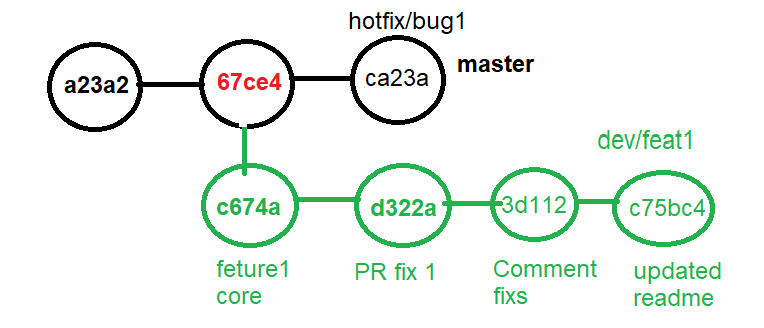 hotfix/bug1
a23a2
67ce4
ca23a
master
dev/feat1
c674a
d322a
3d112
c75bc4
feture1
core
PR fix 1
Comment
fixs
updated
readme